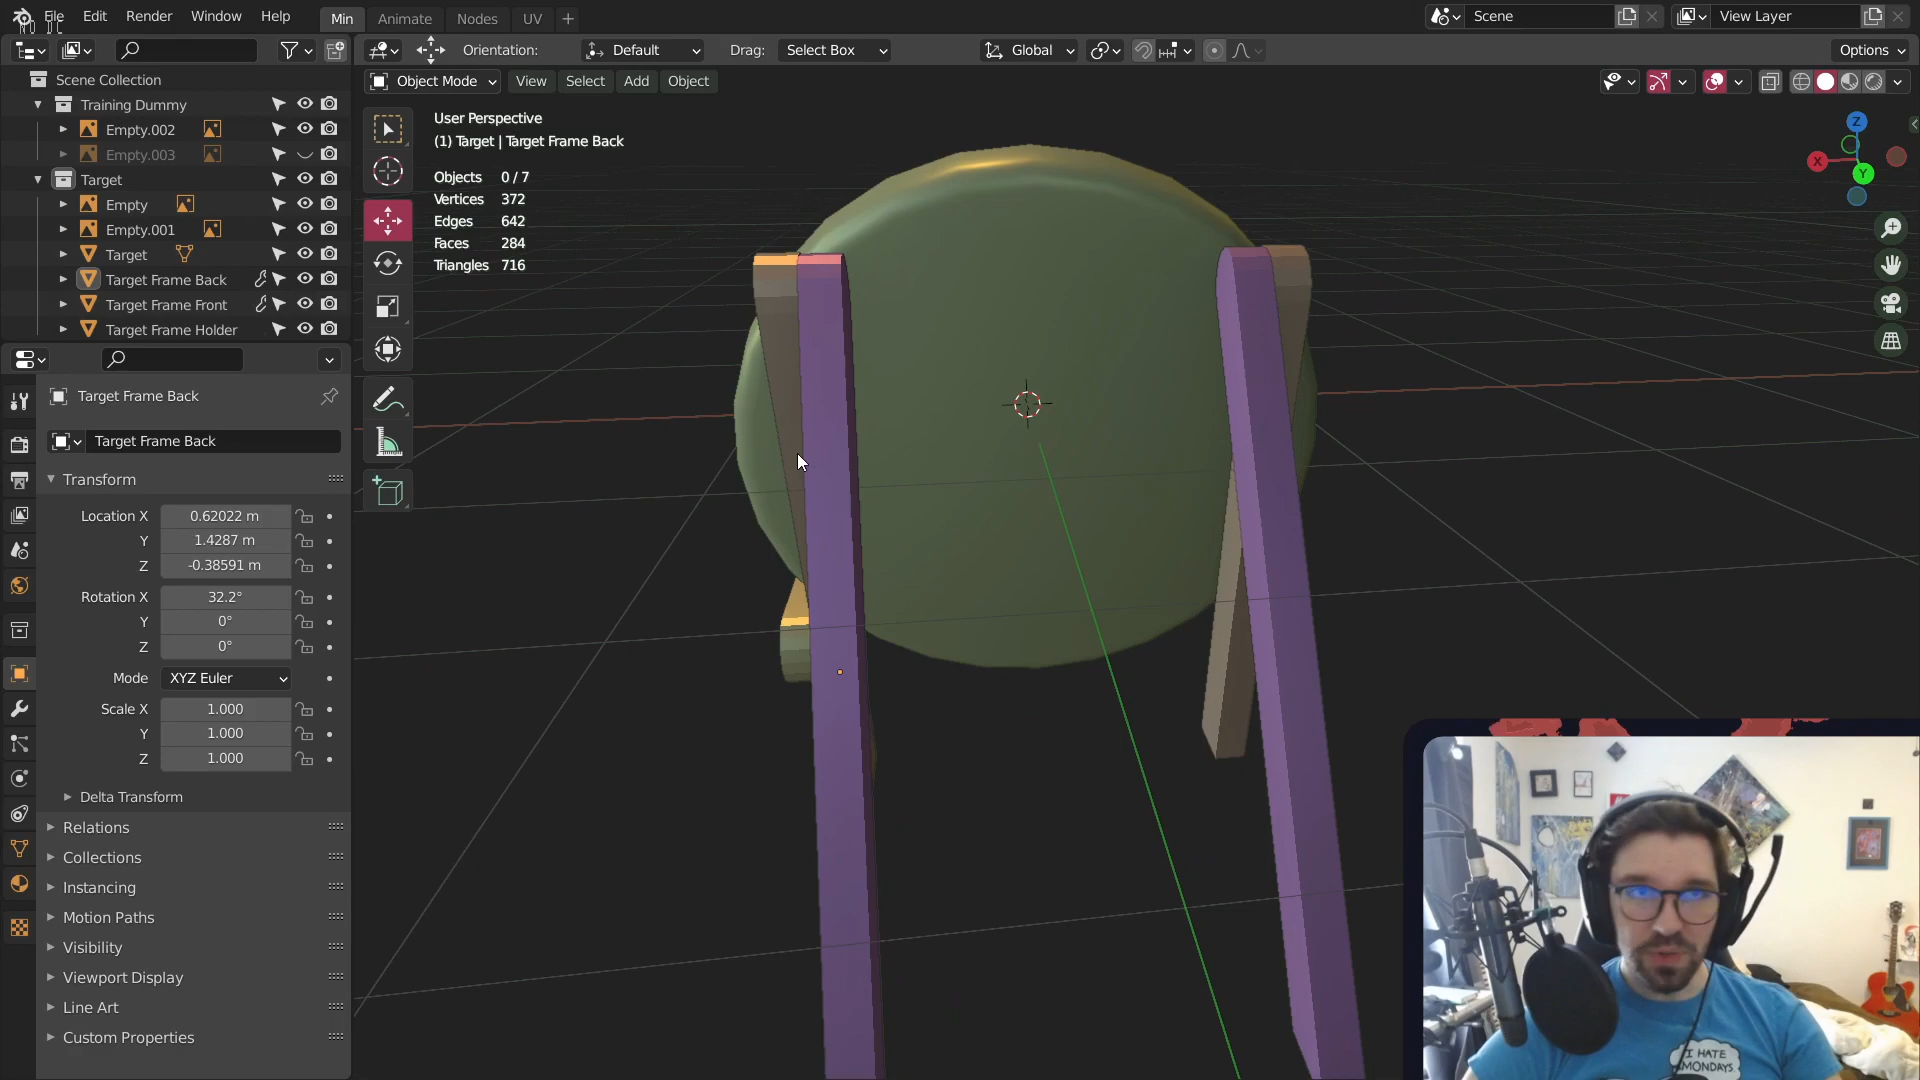 File Edit Render Window Help Min Animate Nodes UV Scene View Layer
Orientation: Default Drag: Select Box Global Options
Object Mode View Select Add Object
Scene Collection
Training Dummy
Empty.002
Empty.003
Target
Empty
Empty.001
Target
Target Frame Back
Target Frame Front
Target Frame Holder
User Perspective
(1) Target | Target Frame Back
Objects 0 / 7
Vertices 372
Edges 642
Faces 284
Triangles 716
Z
X
Y
Target Frame Back
Target Frame Back
Transform
Location X 0.62022 m
Y 1.4287 m
Z -0.38591 m
Rotation X 32.2°
Y 0°
Z 0°
Mode XYZ Euler
Scale X 1.000
Y 1.000
Z 1.000
Delta Transform
Relations
Collections
Instancing
Motion Paths
Visibility
Viewport Display
Line Art
Custom Properties
I HATE
MONDAYS